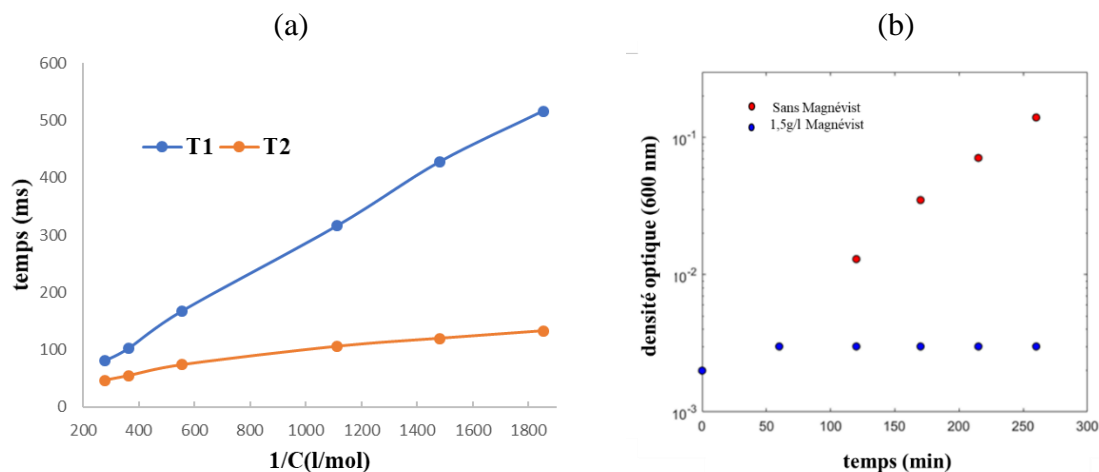 (a)
600
500
400
300
200
100
0
temps (ms)
T1 T2
200 400 600 800 1000 1200 1400 1600 1800
1/C(l/mol)
(b)
densité optique (600 nm)
10⁻¹
10⁻²
10⁻³
Sans Magnévist
1,5g/l Magnévist
0 50 100 150 200 250 300
temps (min)